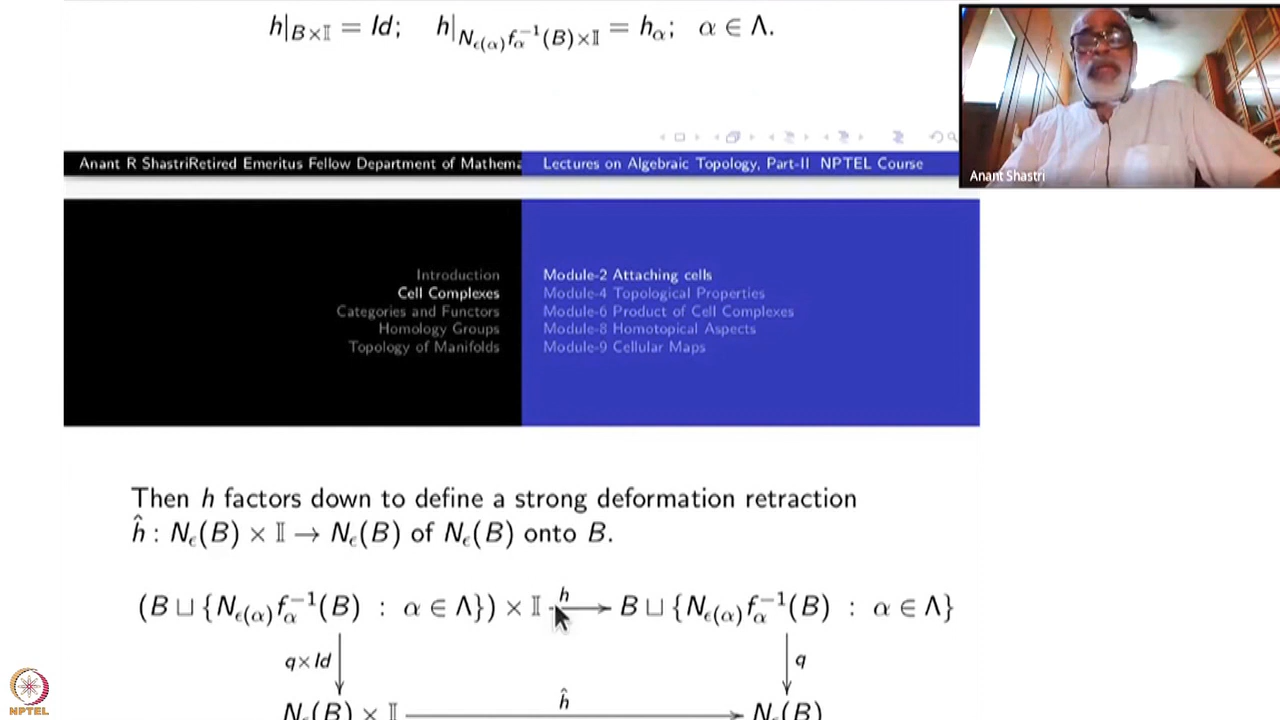 h|_{B×𝕀} = Id; h|_{N_{ϵ(α)}f_α^{-1}(B)×𝕀} = h_α; α ∈ Λ.
Anant R ShastriRetired Emeritus Fellow Department of Mathema
Lectures on Algebraic Topology, Part-II NPTEL Course
Anant Shastri
Introduction
Cell Complexes
Categories and Functors
Homology Groups
Topology of Manifolds
Module-2 Attaching cells
Module-4 Topological Properties
Module-6 Product of Cell Complexes
Module-8 Homotopical Aspects
Module-9 Cellular Maps
Then h factors down to define a strong deformation retraction
ĥ : N_ϵ(B) × 𝕀 → N_ϵ(B) of N_ϵ(B) onto B.
(B ⊔ {N_{ϵ(α)}f_α^{-1}(B) : α ∈ Λ}) × 𝕀 h→ B ⊔ {N_{ϵ(α)}f_α^{-1}(B) : α ∈ Λ}
q×Id q
N_ϵ(B) × 𝕀 ĥ→ N_ϵ(B)
NPTEL